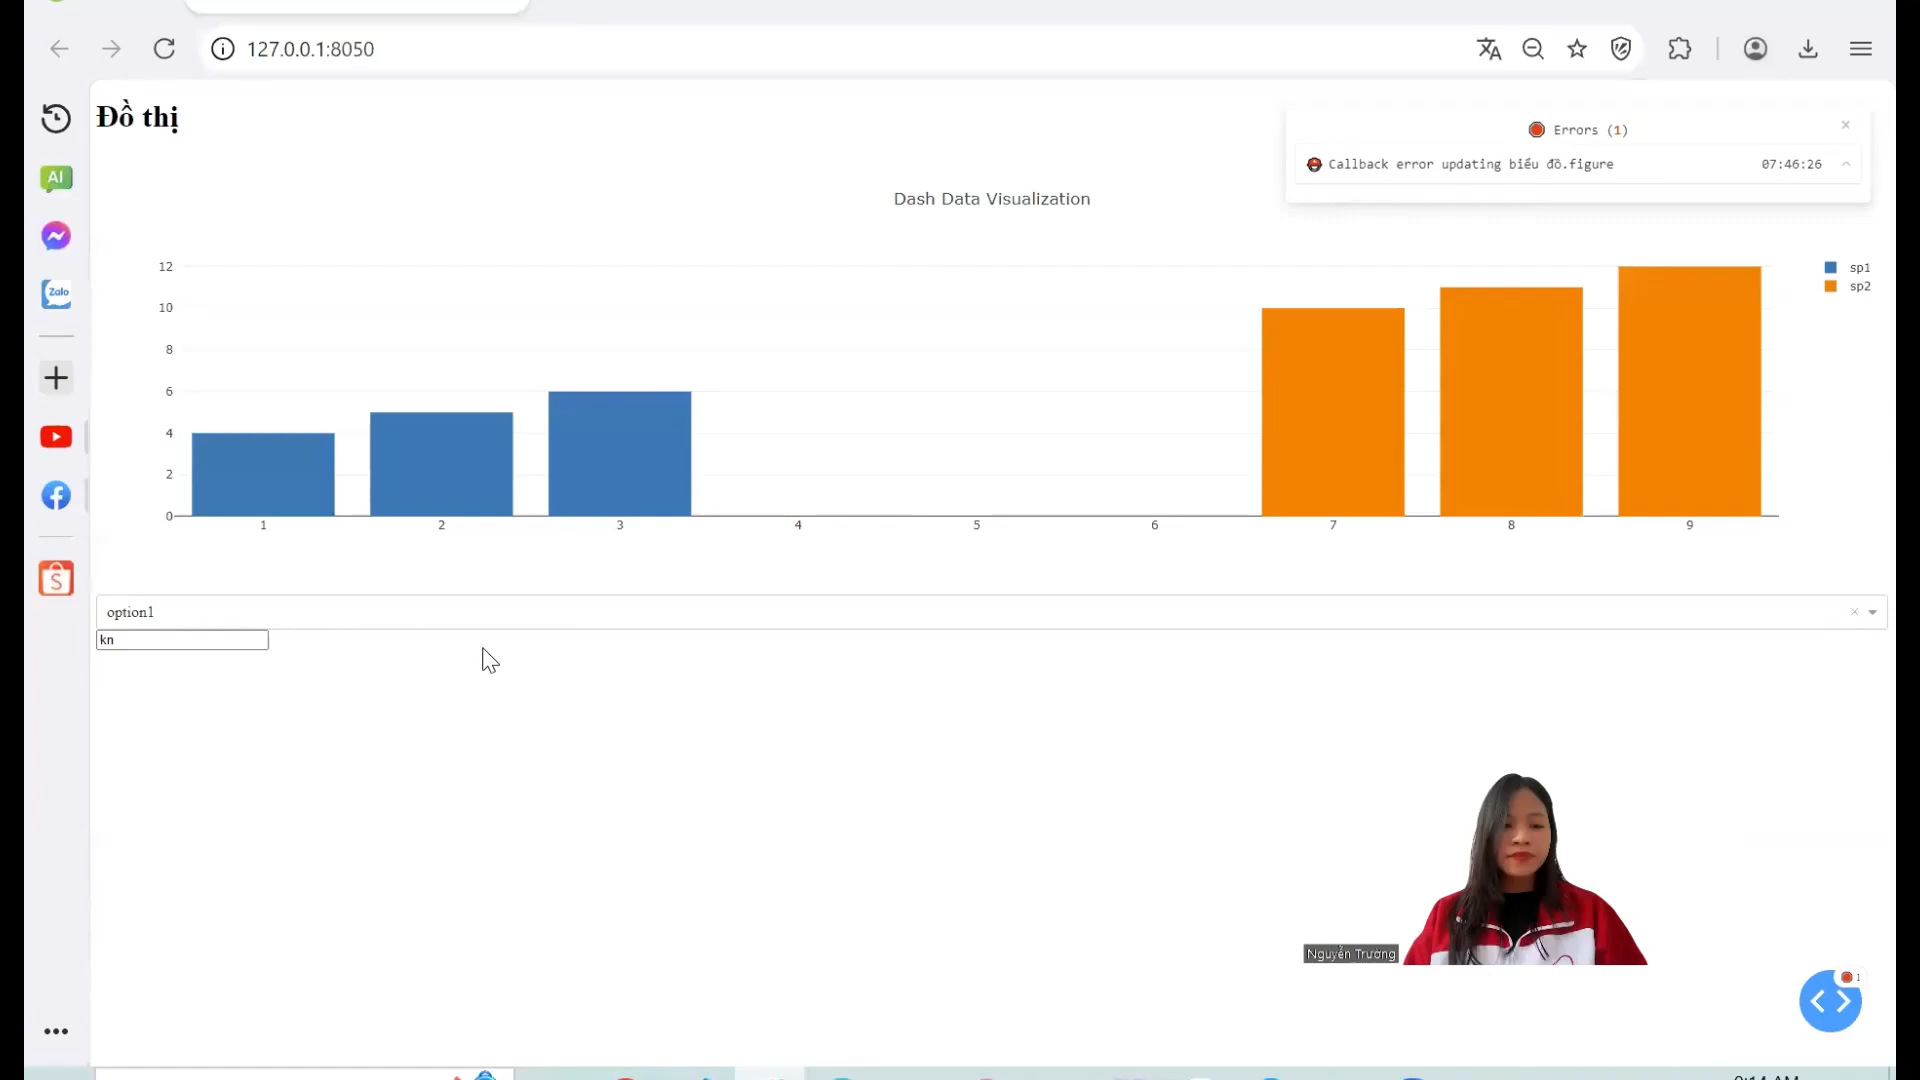 127.0.0.1:8050
Đồ thị
AI
Zalo
S
Errors (1)
Callback error updating biểu đồ.figure 07:46:26
Dash Data Visualization
12
10
8
6
4
2
0
1 2 3 4 5 6 7 8 9
sp1
sp2
option1
kn
Nguyễn Trường
1